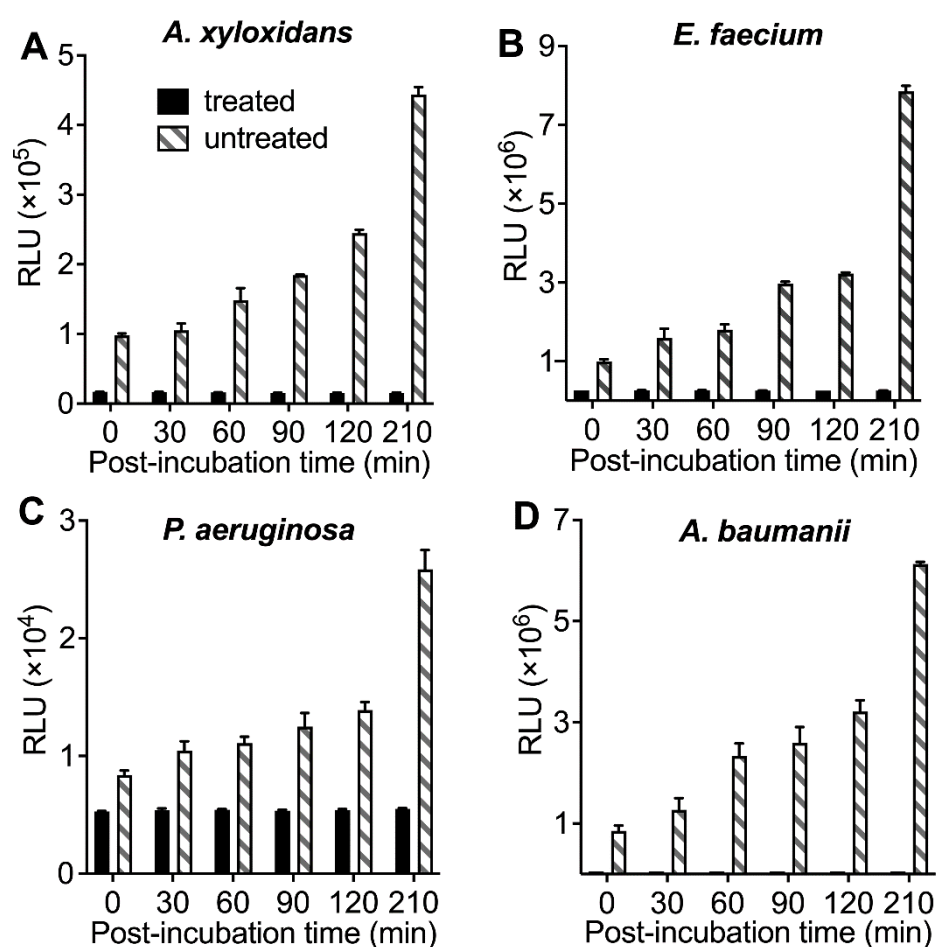 A
A. xyloxidans
5
4
3
2
1
0
RLU (×10⁵)
treated
untreated
0 30 60 90 120 210
Post-incubation time (min)
B
E. faecium
9
7
5
3
1
RLU (×10⁶)
0 30 60 90 120 210
Post-incubation time (min)
C
P. aeruginosa
3
2
1
0
RLU (×10⁴)
0 30 60 90 120 210
Post-incubation time (min)
D
A. baumanii
7
5
3
1
RLU (×10⁶)
0 30 60 90 120 210
Post-incubation time (min)